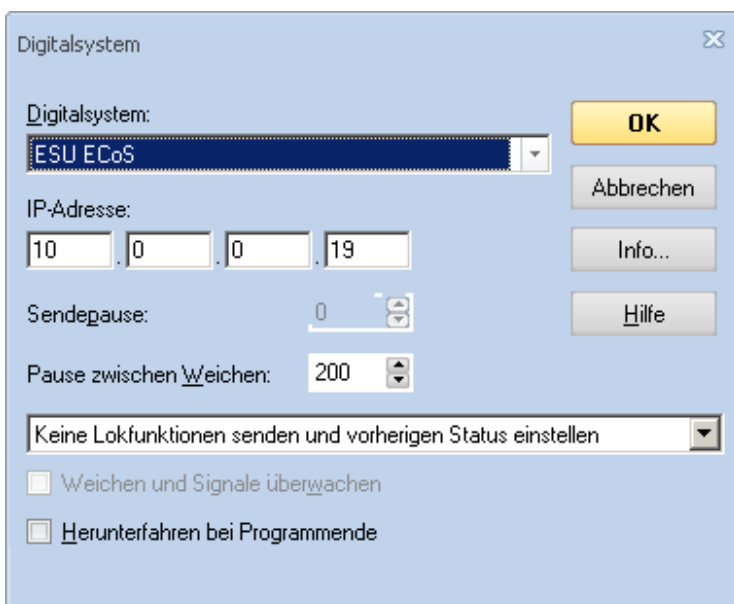 Digitalsystem
Digitalsystem:
ESU ECoS
OK
Abbrechen
IP-Adresse:
10 . 0 . 0 . 19
Info...
Sendepause:
0
Hilfe
Pause zwischen Weichen:
200
Keine Lokfunktionen senden und vorherigen Status einstellen
Weichen und Signale überwachen
Herunterfahren bei Programmende